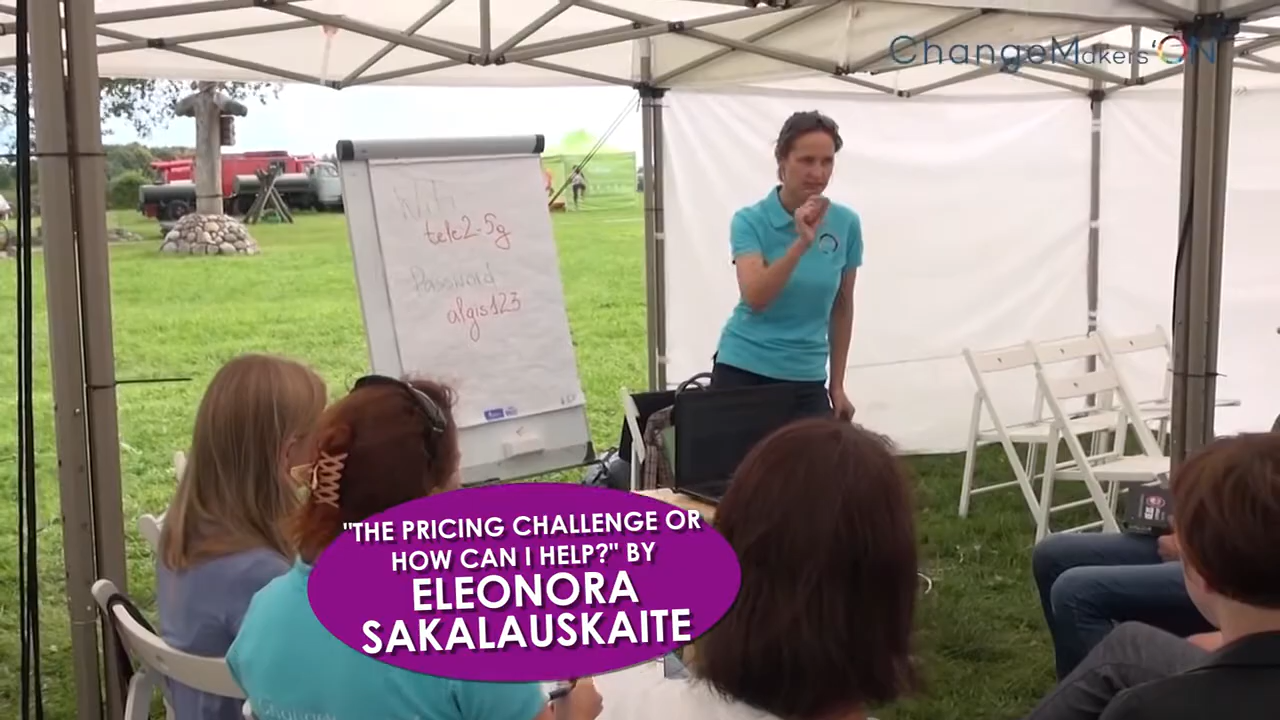 ChangeMakers'ON
WiFi
tele2-5g
Password
algis123
"THE PRICING CHALLENGE OR
HOW CAN I HELP?" BY
ELEONORA
SAKALAUSKAITE